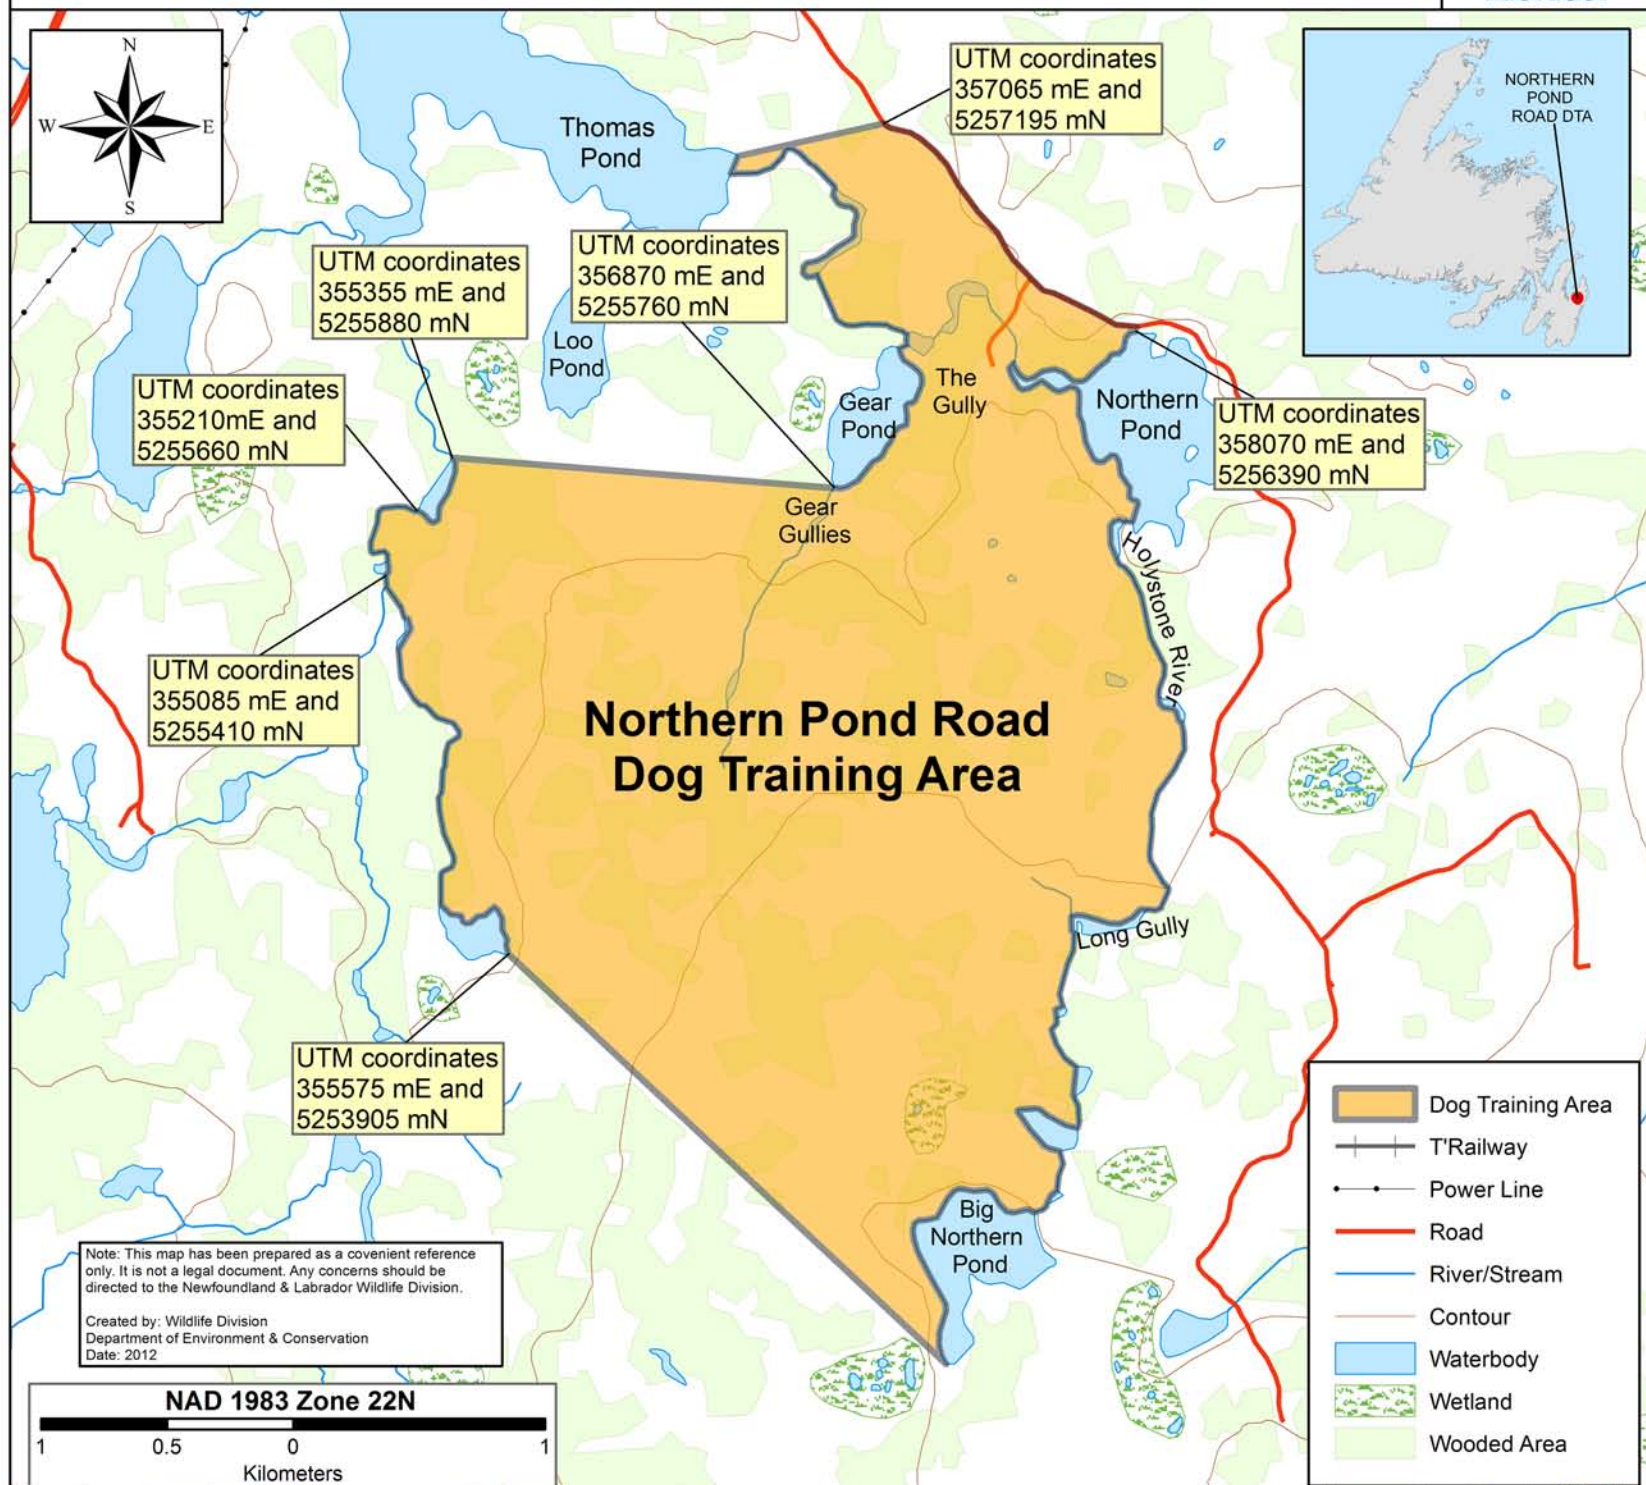 N
W
E
S
Thomas
Pond
UTM coordinates
357065 mE and
5257195 mN
NORTHERN
POND
ROAD DTA
UTM coordinates
355355 mE and
5255880 mN
UTM coordinates
356870 mE and
5255760 mN
Loo
Pond
UTM coordinates
355210mE and
5255660 mN
Gear
Pond
The
Gully
Northern
Pond
UTM coordinates
358070 mE and
5256390 mN
Gear
Gullies
Holystone River
UTM coordinates
355085 mE and
5255410 mN
Northern Pond Road
Dog Training Area
Long Gully
UTM coordinates
355575 mE and
5253905 mN
Big
Northern
Pond
Dog Training Area
T'Railway
Power Line
Road
River/Stream
Contour
Waterbody
Wetland
Wooded Area
Note: This map has been prepared as a covenient reference
only. It is not a legal document. Any concerns should be
directed to the Newfoundland & Labrador Wildlife Division.
Created by: Wildlife Division
Department of Environment & Conservation
Date: 2012
NAD 1983 Zone 22N
1 0.5 0 1
Kilometers